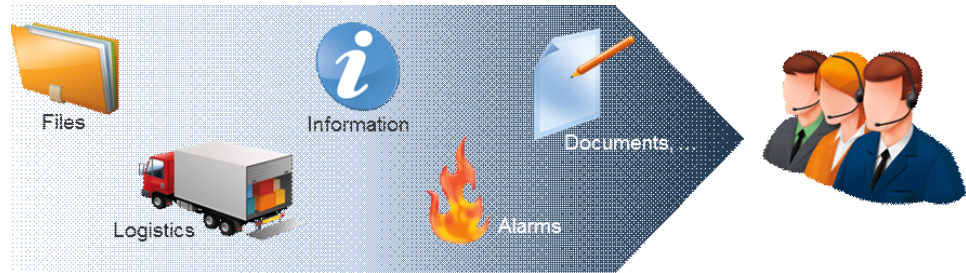 Files
Information
Documents, ...
Logistics
Alarms